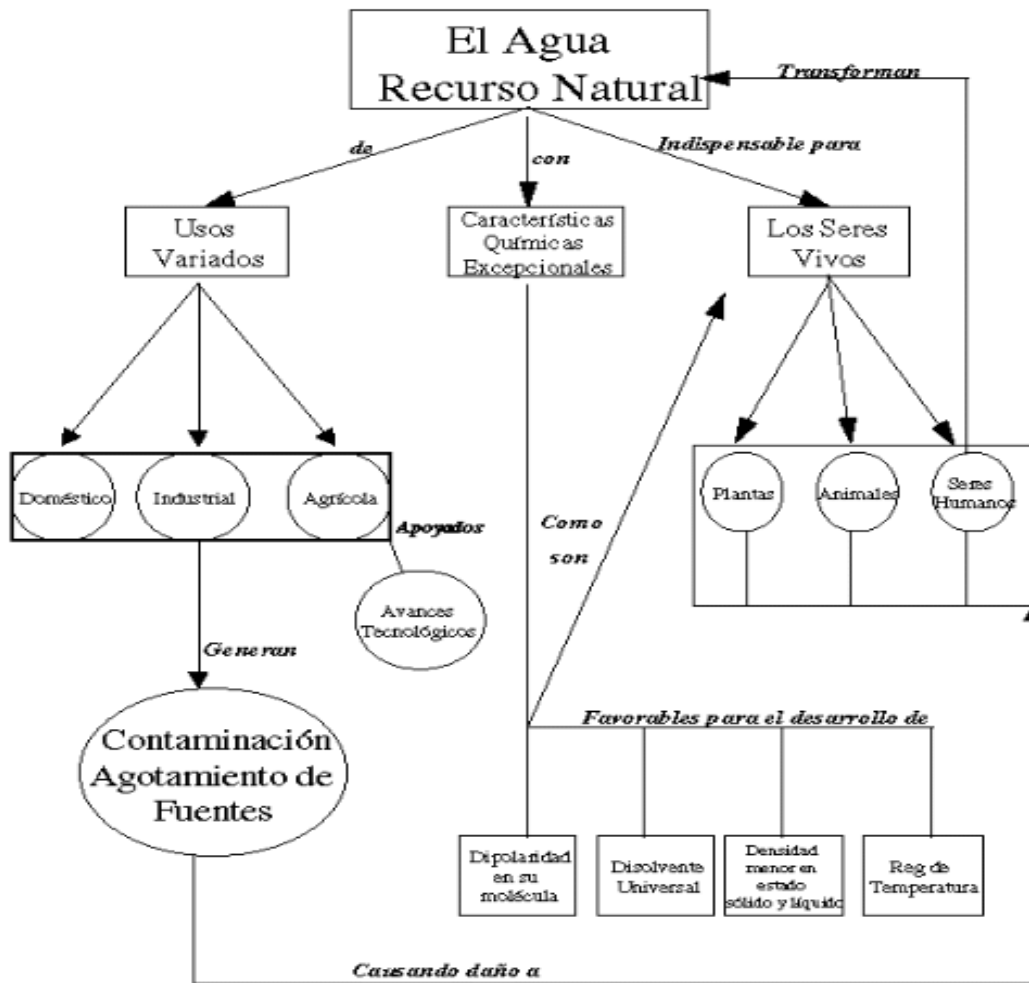 El Agua
Recurso Natural
Transforman
de
con
Indispensable para
Usos
Variados
Características
Químicas
Excepcionales
Los Seres
Vivos
Doméstico
Industrial
Agrícola
Apoyados
Plantas
Animales
Seres
Humanos
Como
son
Avances
Tecnológicos
Generan
Contaminación
Agotamiento de
Fuentes
Favorables para el desarrollo de
Dipolaridad
en su
molécula
Disolvente
Universal
Densidad
menor en
estado
sólido y líquido
Reg de
Temperatura
Causando daño a